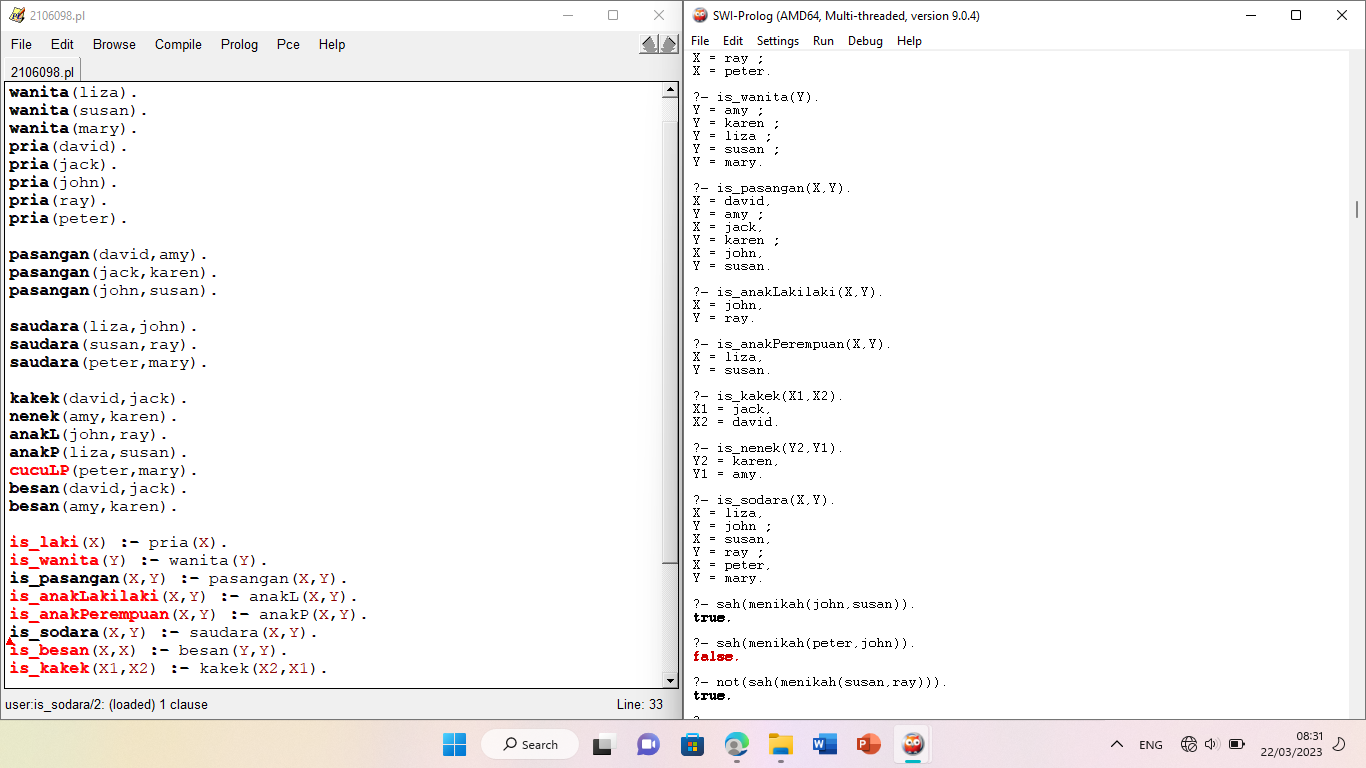 2106098.pl
File Edit Browse Compile Prolog Pce Help
2106098.pl
wanita(liza).
wanita(susan).
wanita(mary).
pria(david).
pria(jack).
pria(john).
pria(ray).
pria(peter).
pasangan(david,amy).
pasangan(jack,karen).
pasangan(john,susan).
saudara(liza,john).
saudara(susan,ray).
saudara(peter,mary).
kakek(david,jack).
nenek(amy,karen).
anakL(john,ray).
anakP(liza,susan).
cucuLP(peter,mary).
besan(david,jack).
besan(amy,karen).
is_laki(X) :- pria(X).
is_wanita(Y) :- wanita(Y).
is_pasangan(X,Y) :- pasangan(X,Y).
is_anakLakilaki(X,Y) :- anakL(X,Y).
is_anakPerempuan(X,Y) :- anakP(X,Y).
is_sodara(X,Y) :- saudara(X,Y).
is_besan(X,X) :- besan(Y,Y).
is_kakek(X1,X2) :- kakek(X2,X1).
user:is_sodara/2: (loaded) 1 clause Line: 33
SWI-Prolog (AMD64, Multi-threaded, version 9.0.4)
File Edit Settings Run Debug Help
X = ray ;
X = peter.
?- is_wanita(Y).
Y = amy ;
Y = karen ;
Y = liza ;
Y = susan ;
Y = mary.
?- is_pasangan(X,Y).
X = david,
Y = amy ;
X = jack,
Y = karen ;
X = john,
Y = susan.
?- is_anakLakilaki(X,Y).
X = john,
Y = ray.
?- is_anakPerempuan(X,Y).
X = liza,
Y = susan.
?- is_kakek(X1,X2).
X1 = jack,
X2 = david.
?- is_nenek(Y2,Y1).
Y2 = karen,
Y1 = amy.
?- is_sodara(X,Y).
X = liza,
Y = john ;
X = susan,
Y = ray ;
X = peter,
Y = mary.
?- sah(menikah(john,susan)).
true.
?- sah(menikah(peter,john)).
false.
?- not(sah(menikah(susan,ray))).
true.
Search
ENG
08:31
22/03/2023